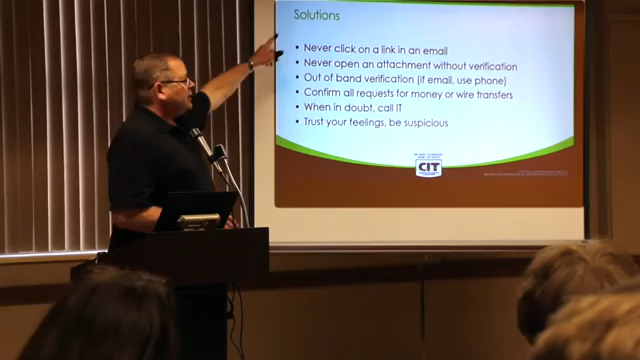 Solutions
• Never click on a link in an email
• Never open an attachment without verification
• Out of band verification (if email, use phone)
• Confirm all requests for money or wire transfers
• When in doubt, call IT
• Trust your feelings, be suspicious
CIT